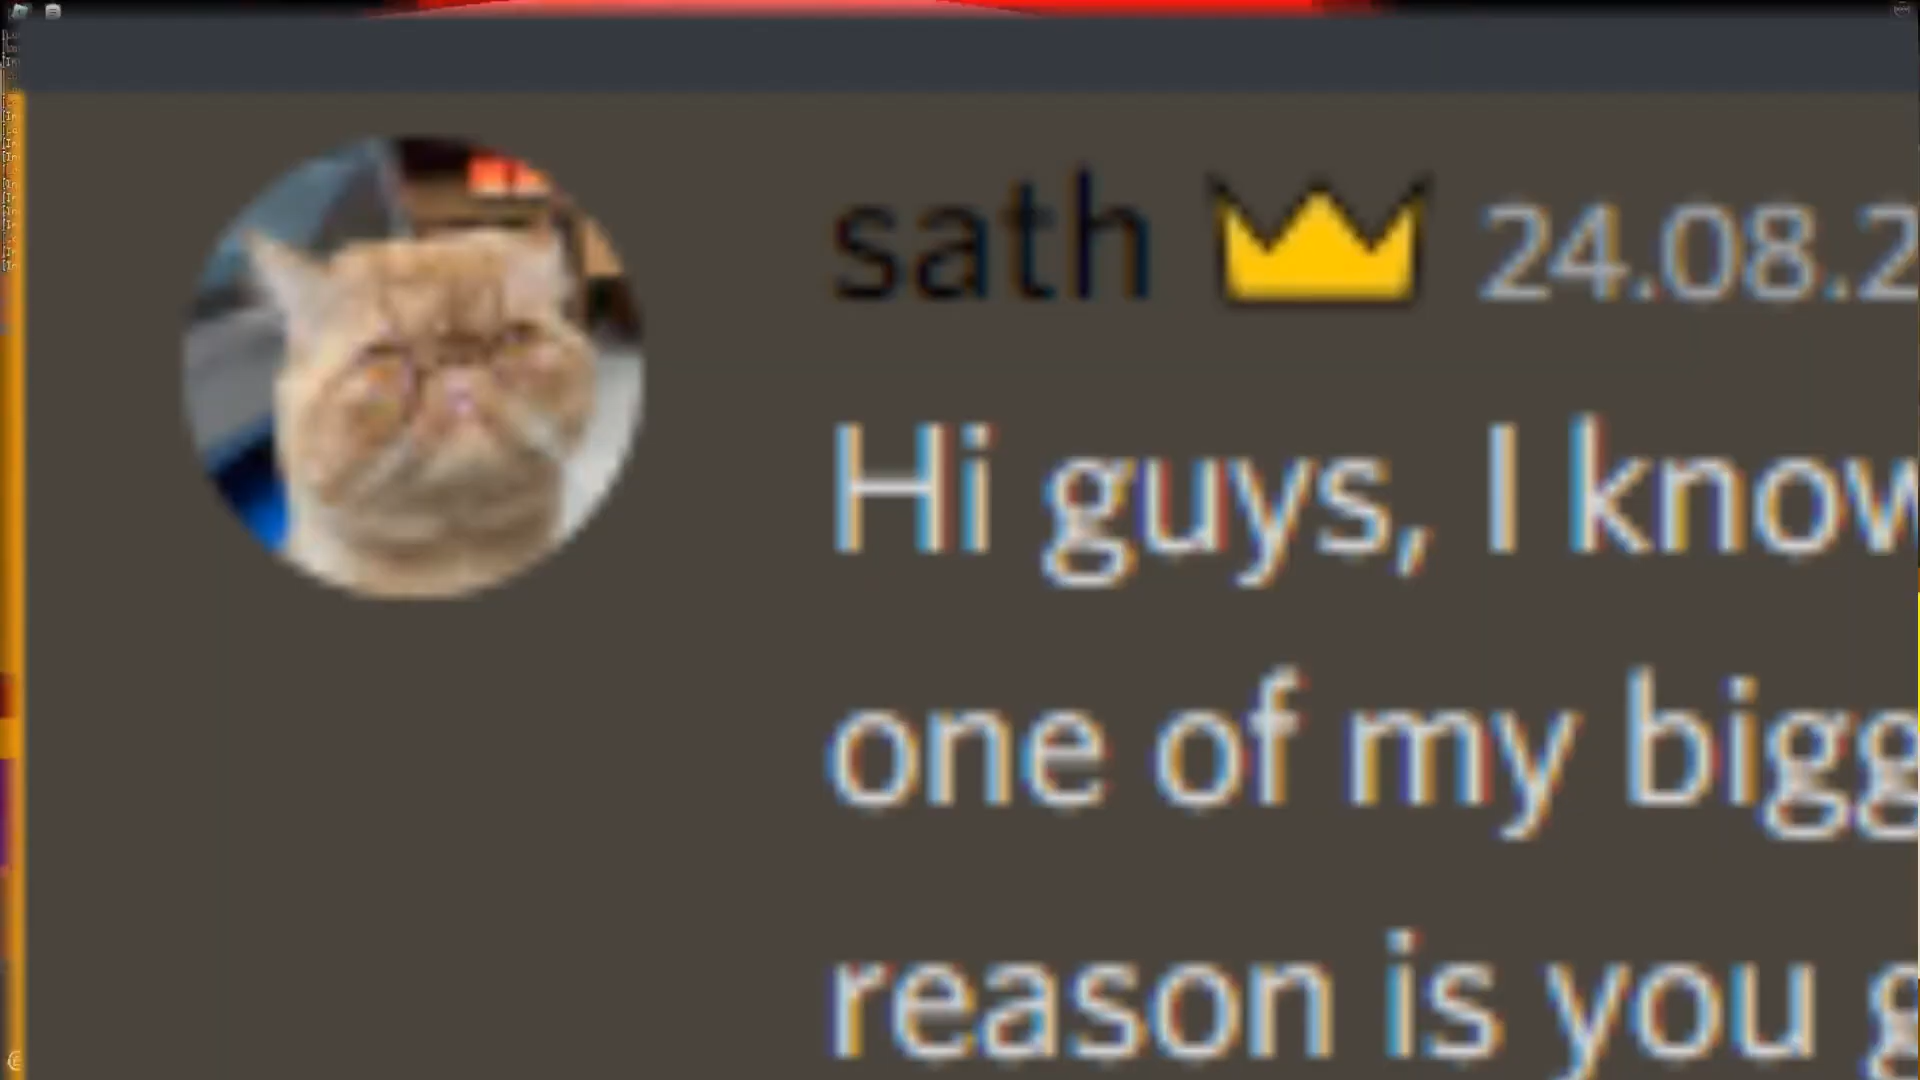 sath 24.08.2
Hi guys, I know
one of my bigg
reason is you g